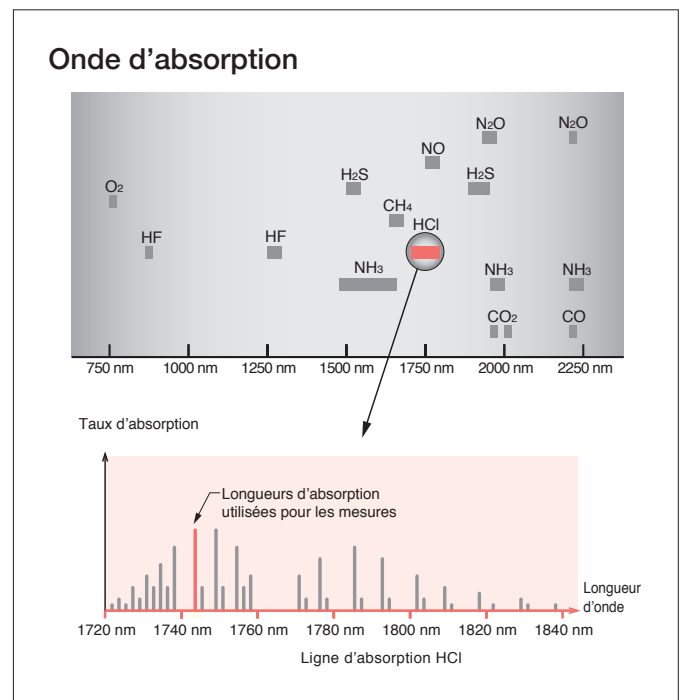 Onde d’absorption
N2O N2O
NO
H2S H2S
O2
CH4
HCl
HF HF
NH3 NH3 NH3
CO2 CO
750 nm 1000 nm 1250 nm 1500 nm 1750 nm 2000 nm 2250 nm
Taux d’absorption
Longueurs d’absorption
utilisées pour les mesures
Longueur
d’onde
1720 nm 1740 nm 1760 nm 1780 nm 1800 nm 1820 nm 1840 nm
Ligne d’absorption HCl